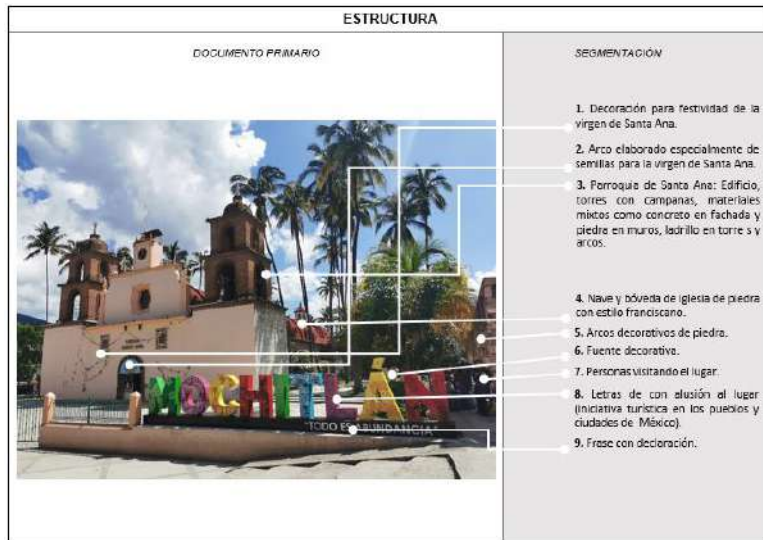 ESTRUCTURA
DOCUMENTO PRIMARIO
SEGMENTACIÓN
1. Decoración para festividad de la
virgen de Santa Ana.
2. Arco elaborado especialmente de
semillas para la virgen de Santa Ana.
3. Parroquia de Santa Ana: Edificio,
torres con campanas, materiales
mixtos como concreto en fachada y
piedra en muros, ladrillo en torre s y
arcos.
4. Nave y bóveda de iglesia de piedra
con estilo franciscano.
5. Arcos decorativos de piedra.
6. Fuente decorativa.
7. Personas visitando el lugar.
8. Letras de con alusión al lugar
(iniciativa turística en los pueblos y
ciudades de México).
9. Frase con declaración.
MOCHITLÁN
"TODO ES ABUNDANCIA"